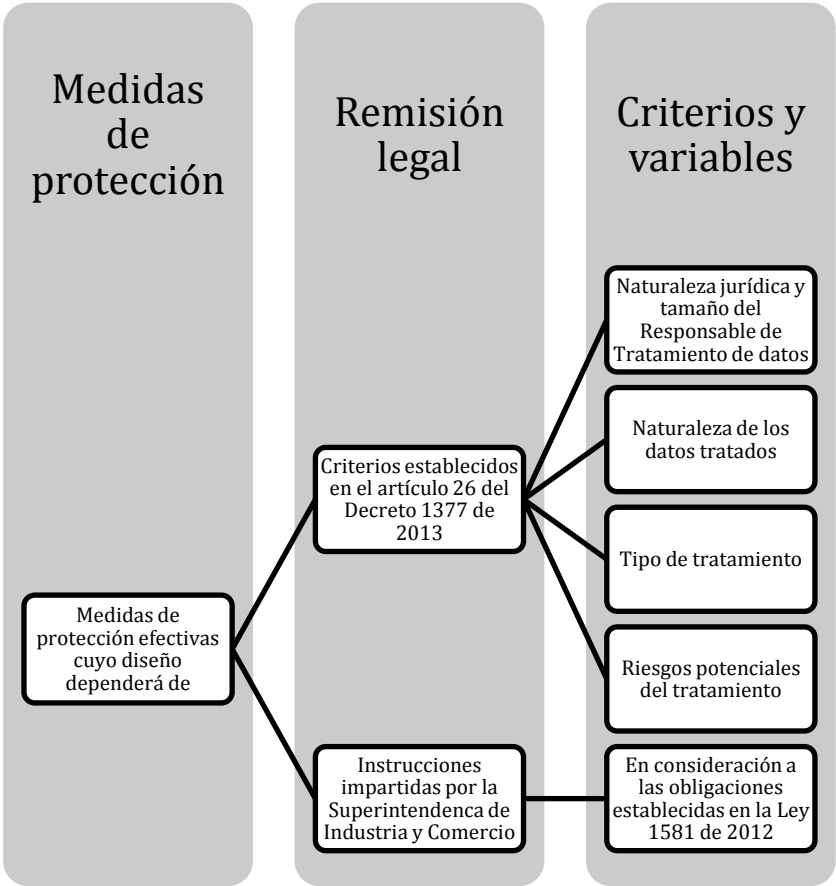 Medidas
de
protección
Remisión
legal
Criterios y
variables
Medidas de
protección efectivas
cuyo diseño
dependerá de
Criterios establecidos
en el artículo 26 del
Decreto 1377 de
2013
Instrucciones
impartidas por la
Superintendenca de
Industria y Comercio
Naturaleza jurídica y
tamaño del
Responsable de
Tratamiento de datos
Naturaleza de los
datos tratados
Tipo de tratamiento
Riesgos potenciales
del tratamiento
En consideración a
las obligaciones
establecidas en la Ley
1581 de 2012